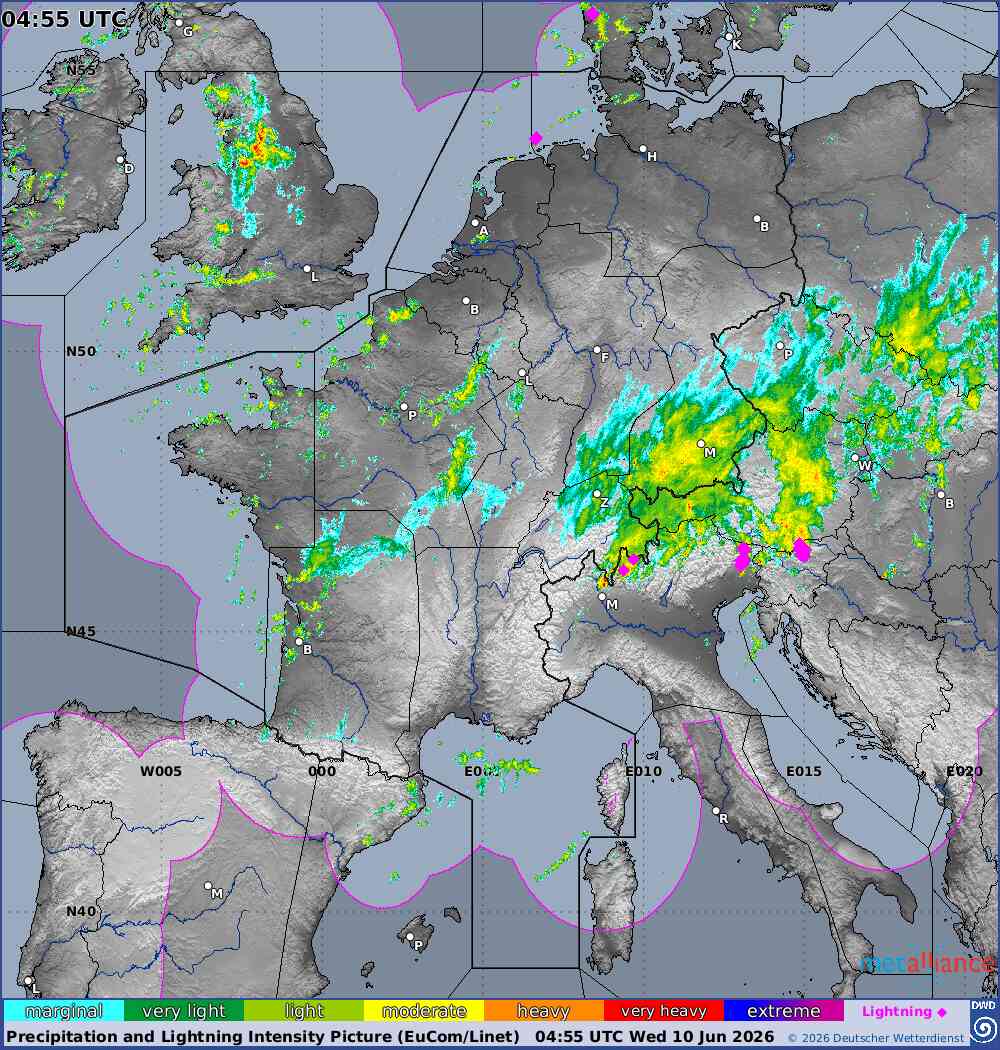 04:55 UTC
G
K
N55
D
H
A
B
L
B
N50
F
P
L
P
M
W
Z
B
M
N45
B
W005
000
E005
E010
E015
E020
R
M
N40
P
L
metalliance
marginal very light light moderate heavy very heavy extreme Lightning
DWD
Precipitation and Lightning Intensity Picture (EuCom/Linet) 04:55 UTC Wed 10 Jun 2026 © 2026 Deutscher Wetterdienst